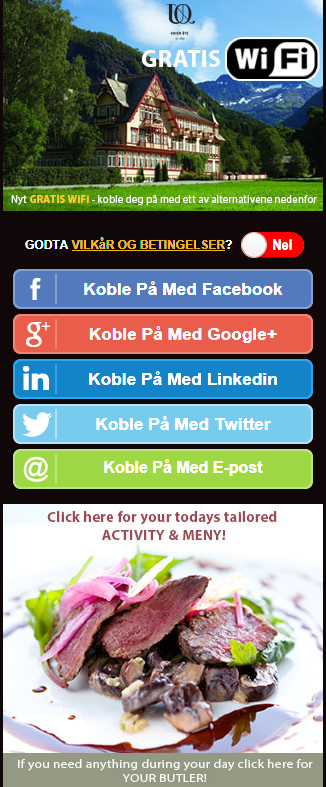 UNION ØYE
GRATIS WiFi
Nyt GRATIS WIFI - koble deg på med ett av alternativene nedenfor
GODTA VILKåR OG BETINGELSER? Nei
f Koble På Med Facebook
g+ Koble På Med Google+
in Koble På Med Linkedin
Koble På Med Twitter
@ Koble På Med E-post
Click here for your todays tailored
ACTIVITY & MENY!
If you need anything during your day click here for
YOUR BUTLER!